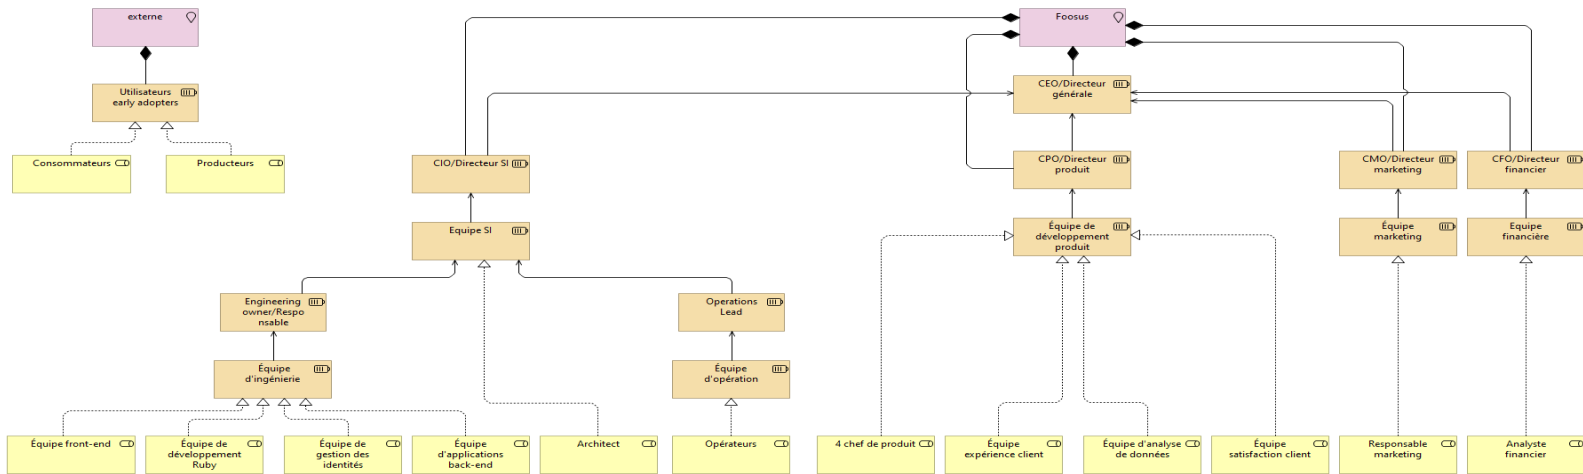 externe
Foosus
Utilisateurs
early adopters
CEO/Directeur
générale
Consommateurs
Producteurs
CIO/Directeur SI
CPO/Directeur
produit
CMO/Directeur
marketing
CFO/Directeur
financier
Equipe SI
Équipe de
développement
produit
Équipe
marketing
Equipe
financière
Engineering
owner/Respo
nsable
Operations
Lead
Équipe
d'ingénierie
Équipe
d'opération
Équipe front-end
Équipe de
développement
Ruby
Équipe de
gestion des
identités
Équipe
d'applications
back-end
Architect
Opérateurs
4 chef de produit
Équipe
expérience client
Équipe d'analyse
de données
Équipe
satisfaction client
Responsable
marketing
Analyste
financier